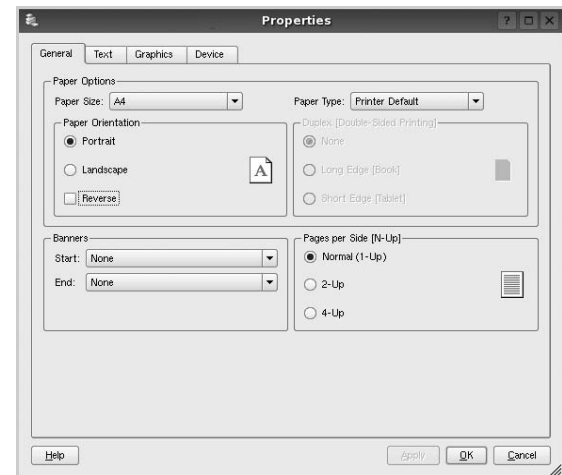 Properties
General Text Graphics Device
Paper Options
Paper Size: A4 Paper Type: Printer Default
Paper Orientation
Portrait
Landscape
A
Reverse
Duplex [Double-Sided Printing]
None
Long Edge [Book]
Short Edge [Tablet]
Banners
Start: None
End: None
Pages per Side [N-Up]
Normal (1-Up)
2-Up
4-Up
Help Apply OK Cancel